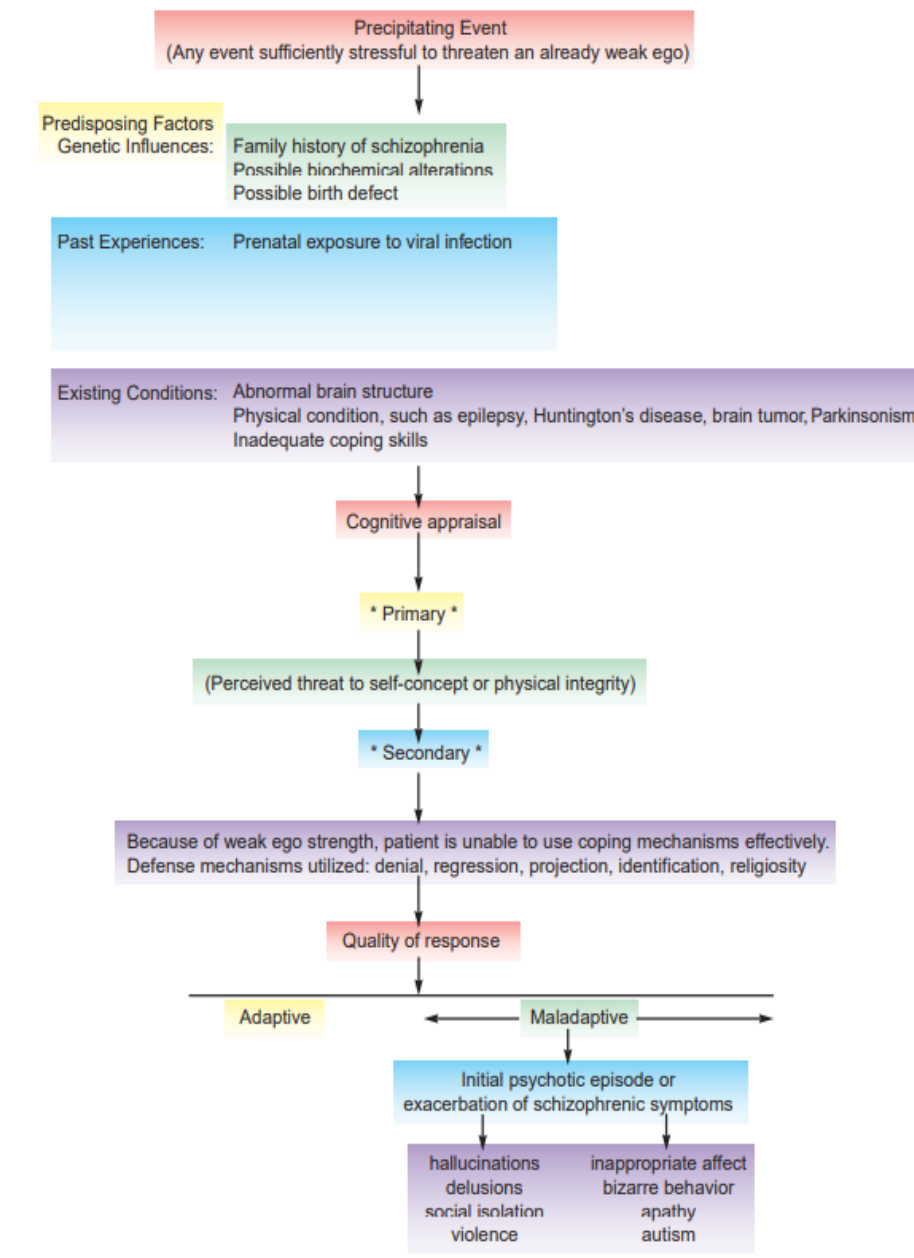 Precipitating Event
(Any event sufficiently stressful to threaten an already weak ego)
Predisposing Factors
Genetic Influences: Family history of schizophrenia
Possible biochemical alterations
Possible birth defect
Past Experiences: Prenatal exposure to viral infection
Existing Conditions: Abnormal brain structure
Physical condition, such as epilepsy, Huntington's disease, brain tumor, Parkinsonism
Inadequate coping skills
Cognitive appraisal
* Primary *
(Perceived threat to self-concept or physical integrity)
* Secondary *
Because of weak ego strength, patient is unable to use coping mechanisms effectively.
Defense mechanisms utilized: denial, regression, projection, identification, religiosity
Quality of response
Adaptive
Maladaptive
Initial psychotic episode or
exacerbation of schizophrenic symptoms
hallucinations
delusions
social isolation
violence
inappropriate affect
bizarre behavior
apathy
autism